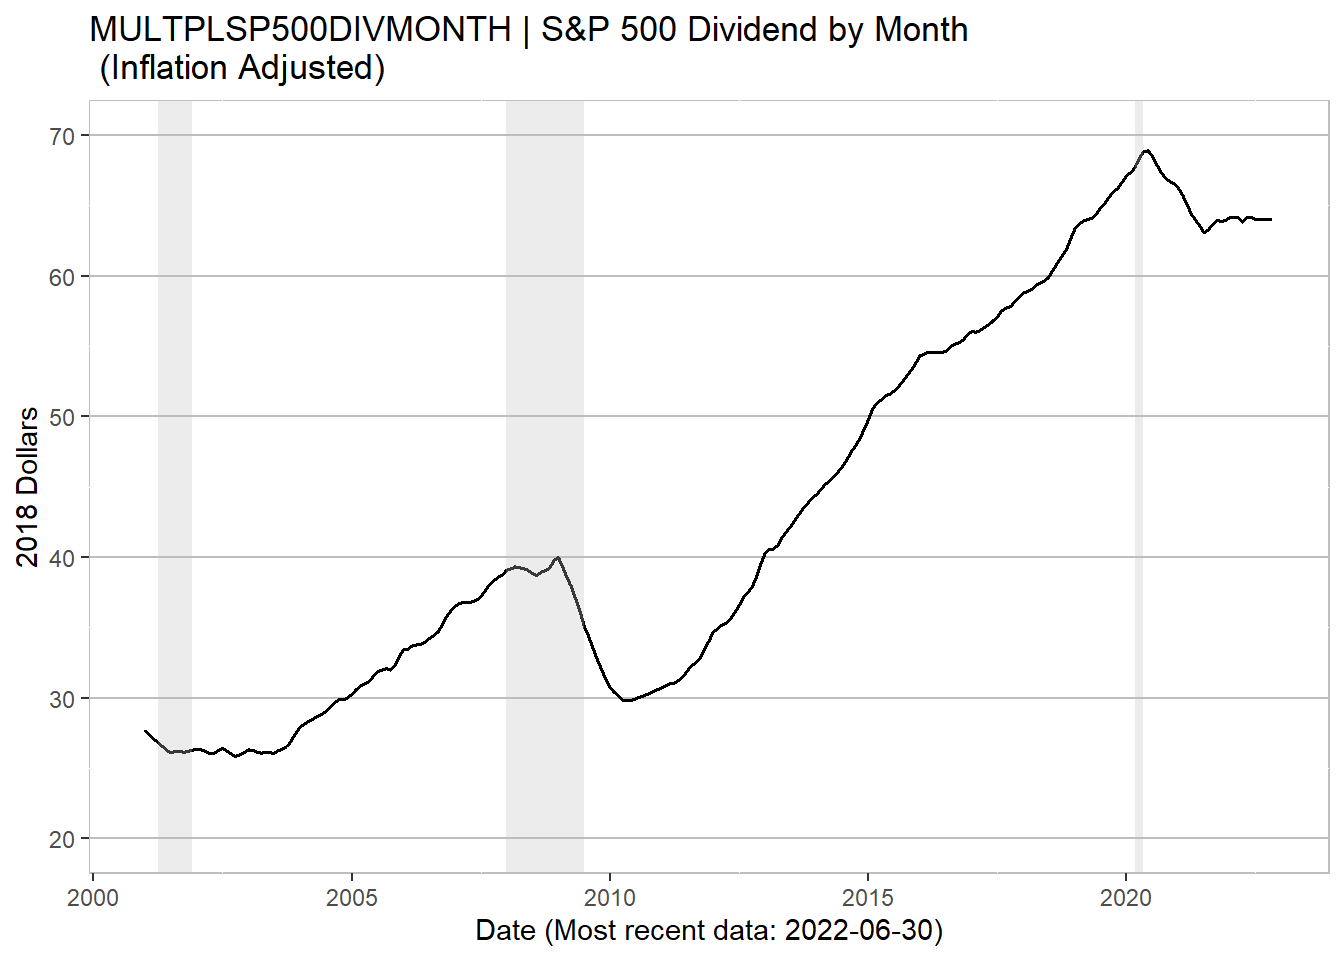 MULTPLSP500DIVMONTH | S&P 500 Dividend by Month
(Inflation Adjusted)
70
60
50
40
30
20
2018 Dollars
2000
2005
2010
2015
2020
Date (Most recent data: 2022-06-30)